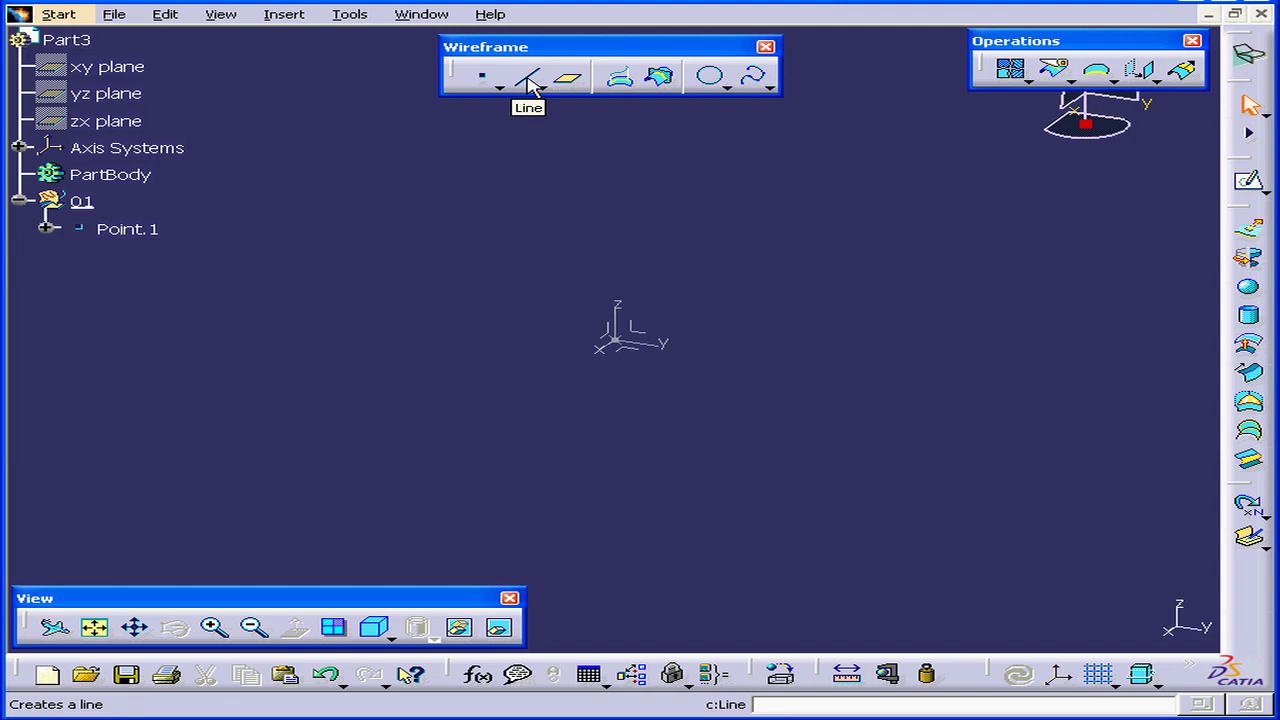 Start File Edit View Insert Tools Window Help
Part3
Wireframe
Operations
xy plane
yz plane
Line
zx plane
Axis Systems
PartBody
01
Point.1
y
x
z
x
y
View
z
x
y
f(x)
CATIA
Creates a line
c:Line